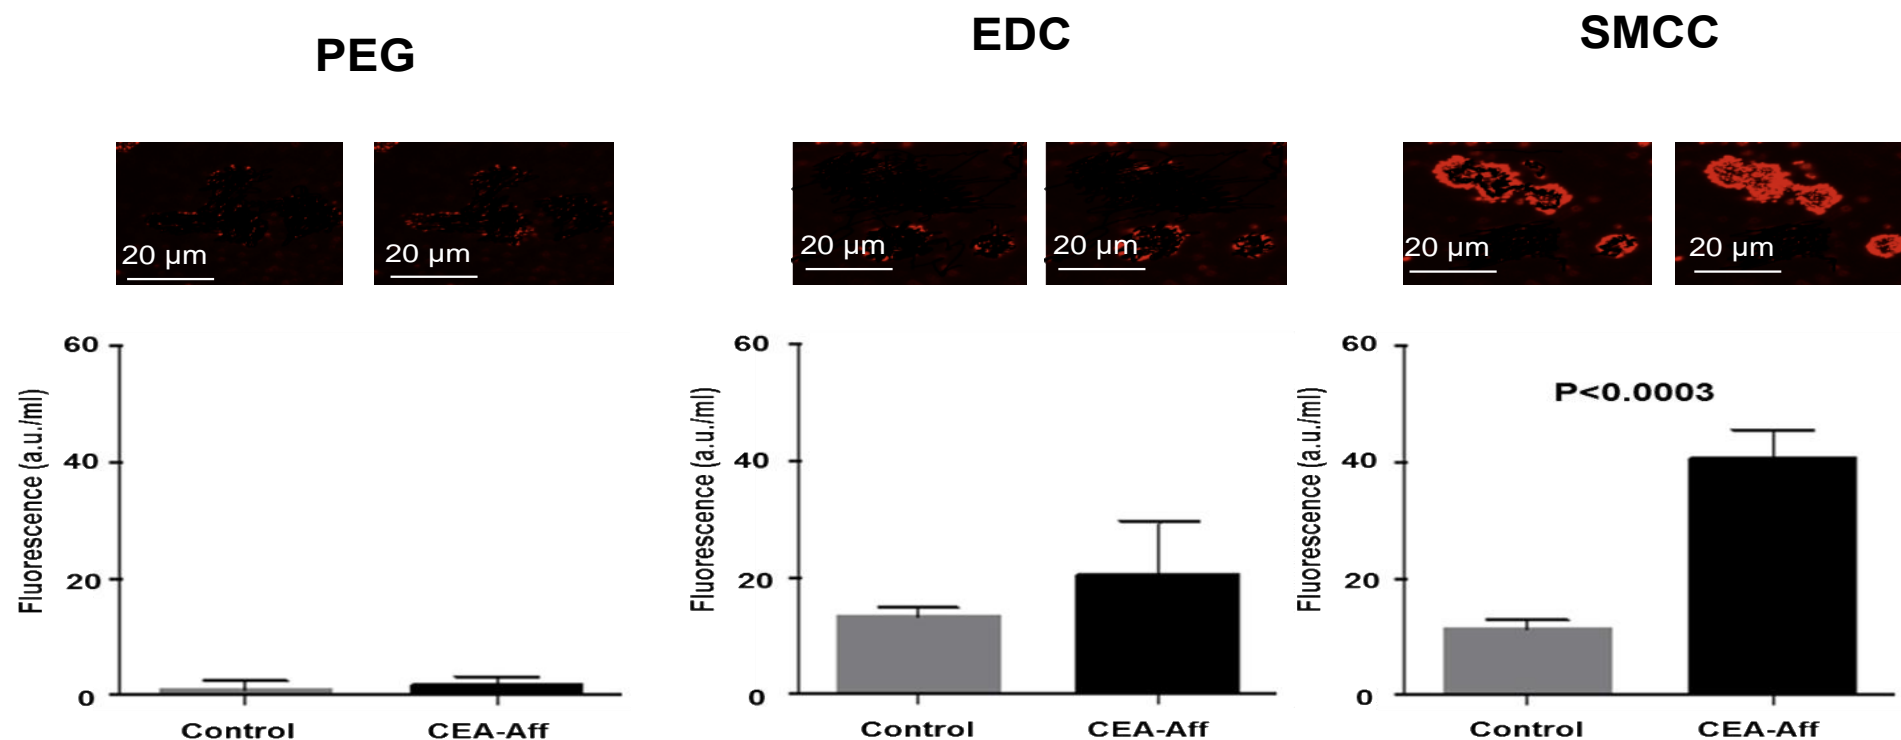 PEG
EDC
SMCC
20 µm
20 µm
20 µm
20 µm
20 µm
20 µm
Fluorescence (a.u./ml)
60
40
20
0
Control
CEA-Aff
Fluorescence (a.u./ml)
60
40
20
0
Control
CEA-Aff
Fluorescence (a.u./ml)
60
40
20
0
P<0.0003
Control
CEA-Aff